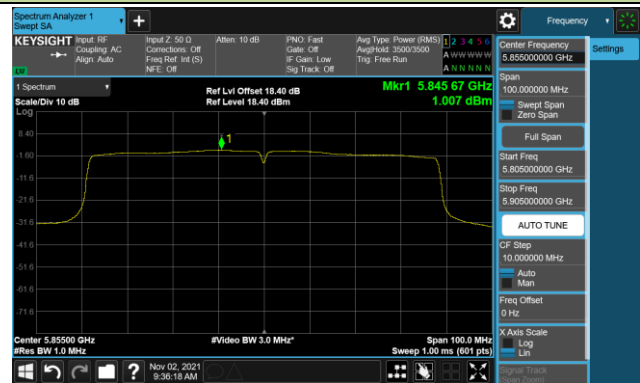 Spectrum Analyzer 1
Swept SA
Frequency
KEYSIGHT
Input: RF
Coupling: AC
Align: Auto
Input Z: 50 Ω
Corrections: Off
Freq Ref: Int (S)
NFE: Off
Atten: 10 dB
PNO: Fast
Gate: Off
IF Gain: Low
Sig Track: Off
Avg Type: Power (RMS)
Avg|Hold: 3500/3500
Trig: Free Run
1 2 3 4 5 6
A W W W W W
A N N N N N
LW
1 Spectrum
Scale/Div 10 dB
Log
Ref Lvl Offset 18.40 dB
Ref Level 18.40 dBm
Mkr1 5.845 67 GHz
1.007 dBm
1
8.40
-1.60
-11.6
-21.6
-31.6
-41.6
-51.6
-61.6
-71.6
Center 5.85500 GHz
#Res BW 1.0 MHz
#Video BW 3.0 MHz*
Span 100.0 MHz
Sweep 1.00 ms (601 pts)
Nov 02, 2021
9:36:18 AM
Center Frequency
5.855000000 GHz
Settings
Span
100.000000 MHz
Swept Span
Zero Span
Full Span
Start Freq
5.805000000 GHz
Stop Freq
5.905000000 GHz
AUTO TUNE
CF Step
10.000000 MHz
Auto
Man
Freq Offset
0 Hz
X Axis Scale
Log
Lin
Signal Track
(Span Zoom)